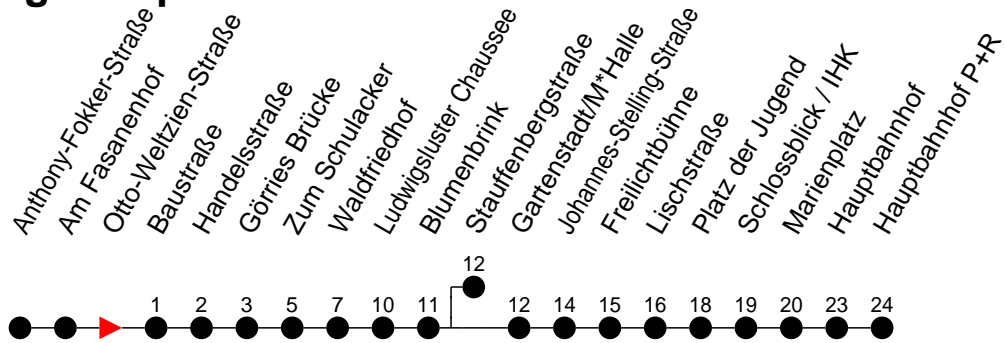 Anthony-Fokker-Straße
Am Fasanenhof
Otto-Weltzien-Straße
Baustraße
Handelsstraße
Görries Brücke
Zum Schulacker
Waldfriedhof
Ludwigsluster Chaussee
Blumenbrink
Stauffenbergstraße
Gartenstadt/M*Halle
Johannes-Stelling-Straße
Freilichtbühne
Lischstraße
Platz der Jugend
Schlossblick / IHK
Marienplatz
Hauptbahnhof
Hauptbahnhof P+R
12
1 2 3 5 7 10 11 12 14 15 16 18 19 20 23 24